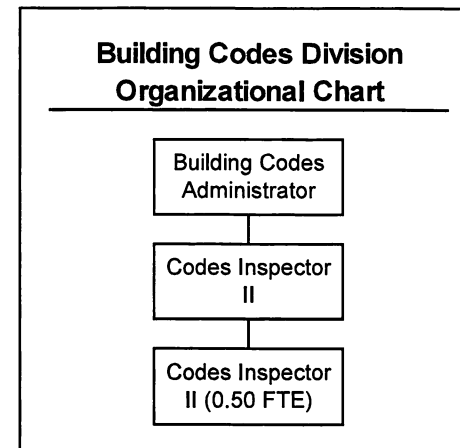 Building Codes Division
Organizational Chart
Building Codes
Administrator
Codes Inspector
II
Codes Inspector
II (0.50 FTE)